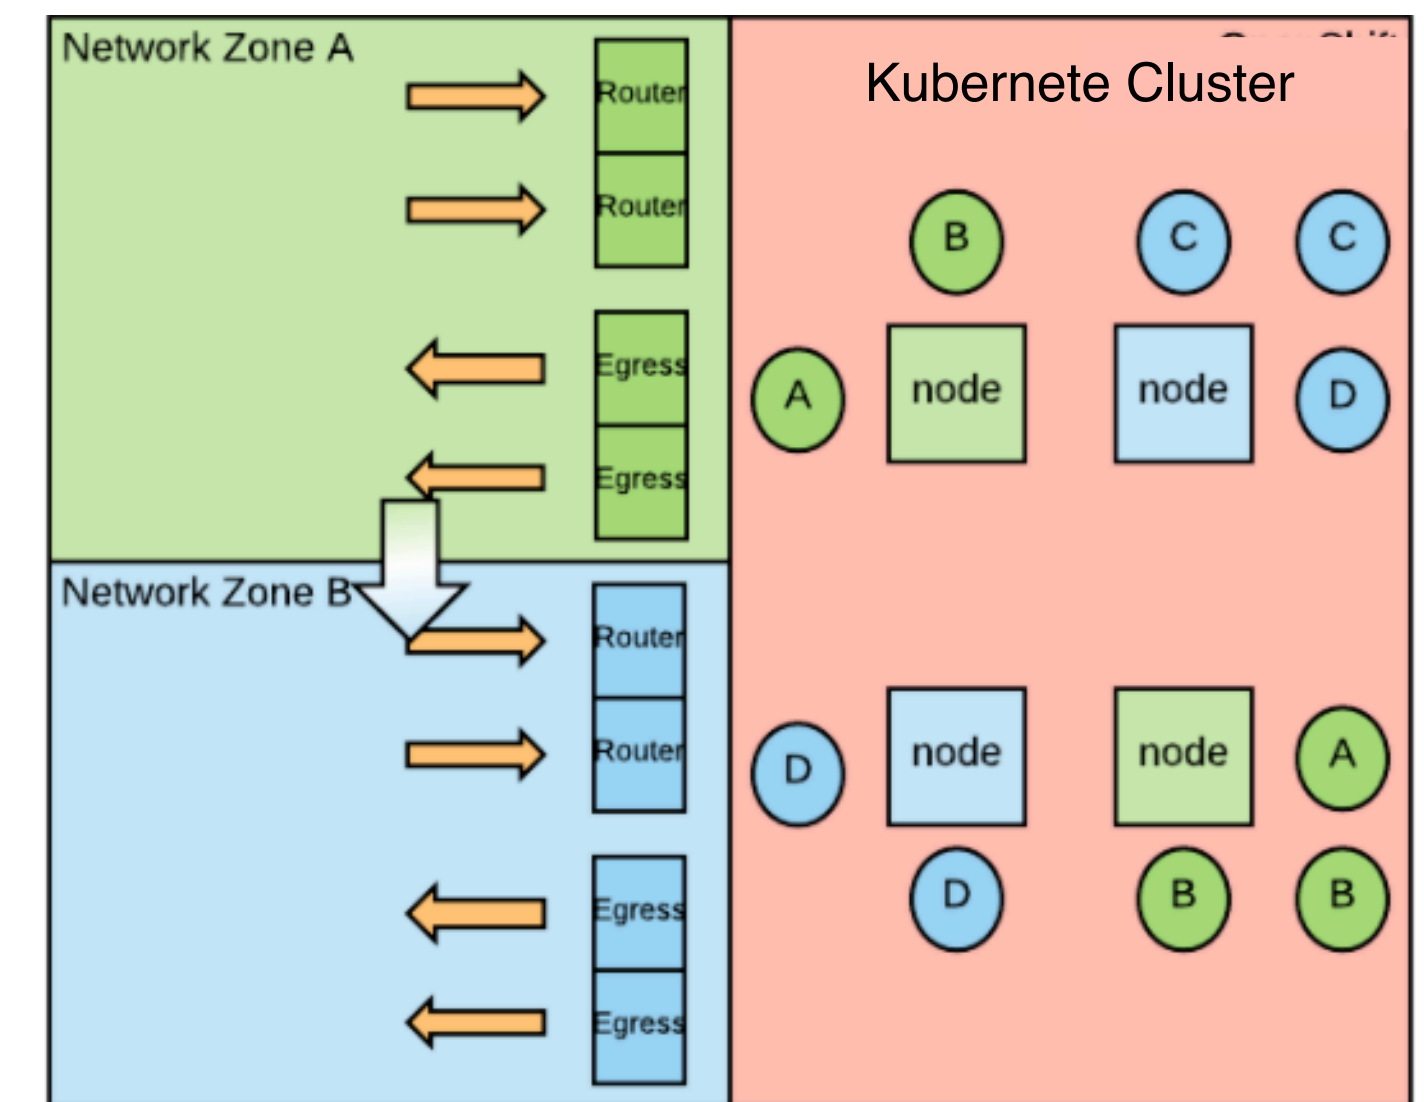 Network Zone A
Router
Router
Egress
Egress
Network Zone B
Router
Router
Egress
Egress
Kubernete Cluster
B
C
C
A
node
node
D
D
node
node
A
D
B
B